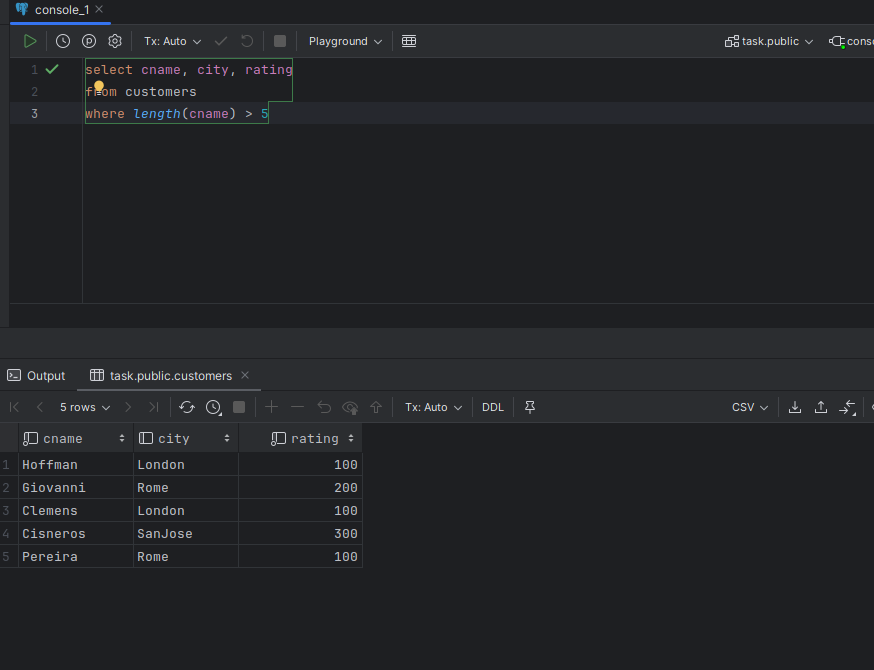 console_1
Tx: Auto Playground task.public cons
1 select cname, city, rating
2 from customers
3 where length(cname) > 5
Output task.public.customers
5 rows Tx: Auto DDL CSV
cname city rating
1 Hoffman London 100
2 Giovanni Rome 200
3 Clemens London 100
4 Cisneros SanJose 300
5 Pereira Rome 100